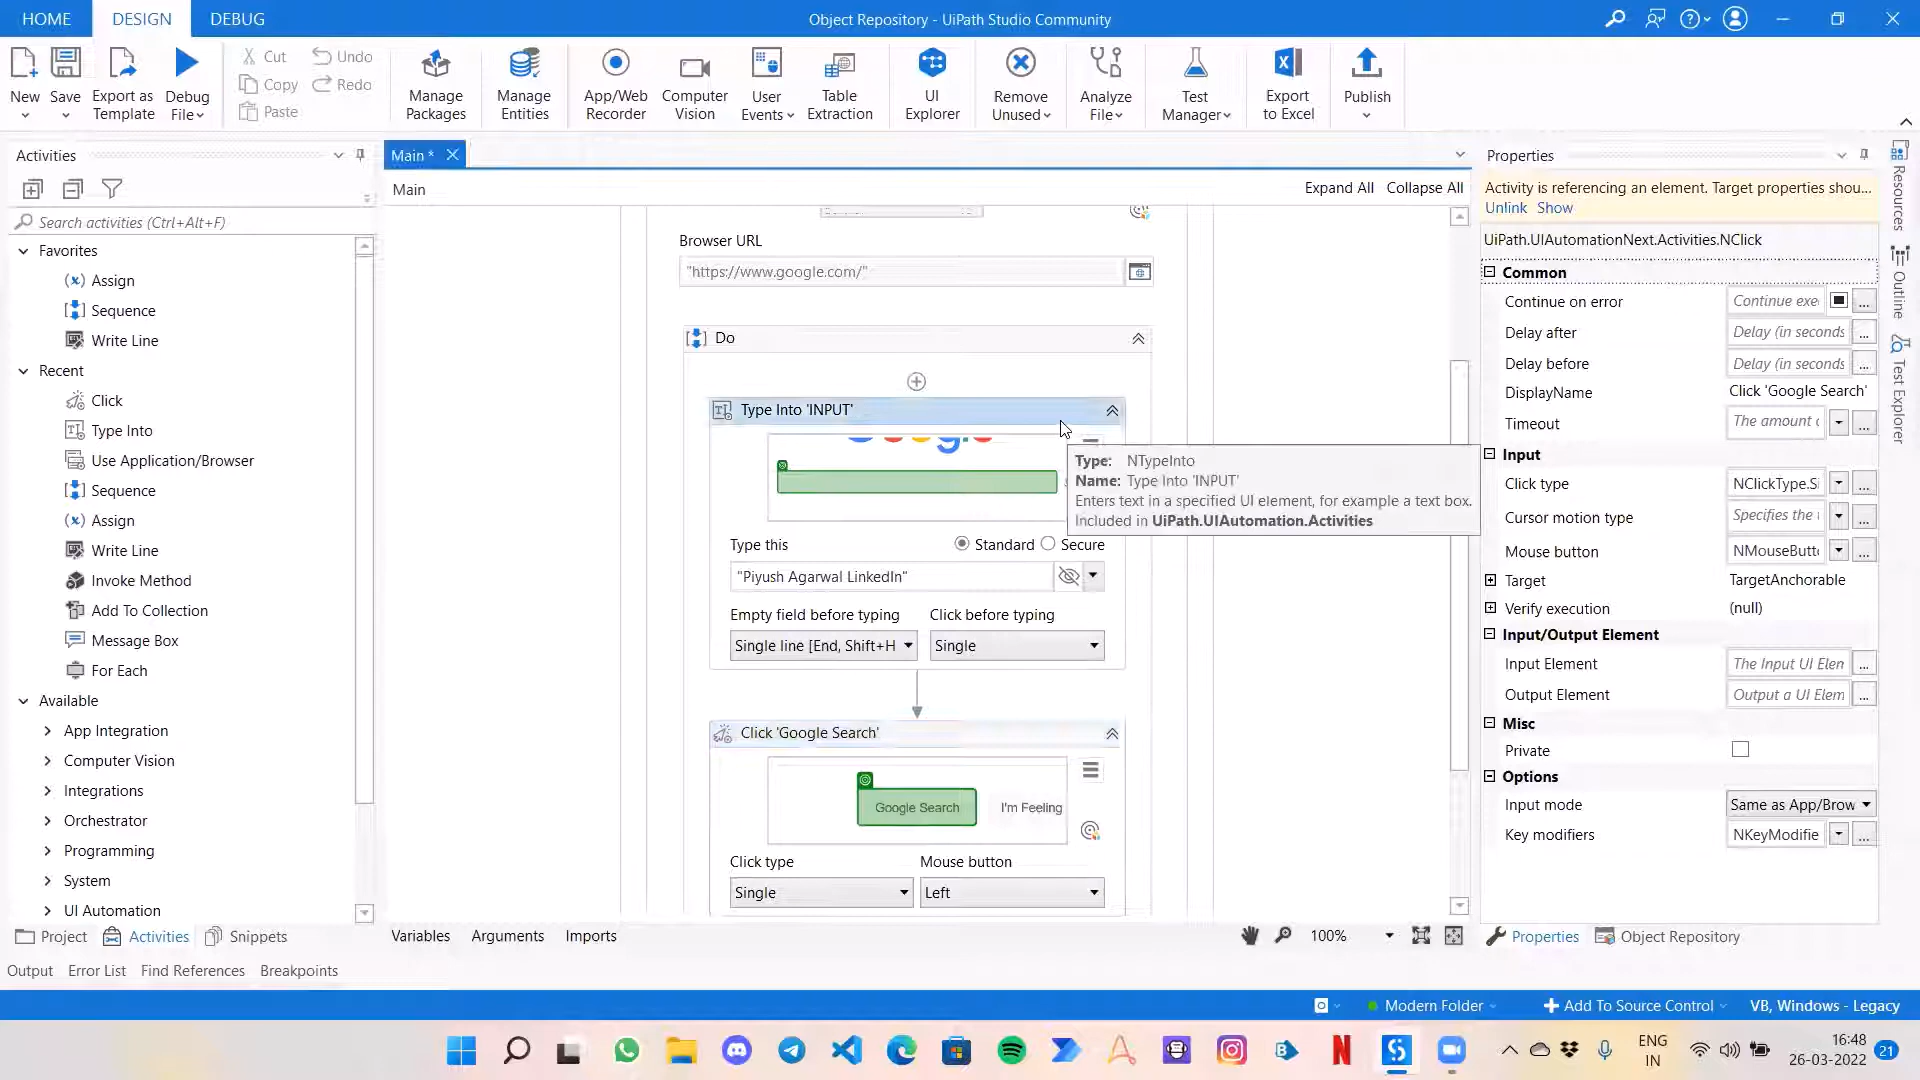 HOME
DESIGN
DEBUG
Object Repository - UiPath Studio Community
New
Save
Export as
Template
Debug
File
Cut
Copy
Paste
Undo
Redo
Manage
Packages
Manage
Entities
App/Web
Recorder
Computer
Vision
User
Events
Table
Extraction
UI
Explorer
Remove
Unused
Analyze
File
Test
Manager
Export
to Excel
Publish
Activities
Search activities (Ctrl+Alt+F)
Favorites
Assign
Sequence
Write Line
Recent
Click
Type Into
Use Application/Browser
Sequence
Assign
Write Line
Invoke Method
Add To Collection
Message Box
For Each
Available
App Integration
Computer Vision
Integrations
Orchestrator
Programming
System
UI Automation
Project
Activities
Snippets
Main *
Main
Expand All
Collapse All
Browser URL
"https://www.google.com/"
Do
Type Into 'INPUT'
Type: NTypeInto
Name: Type Into 'INPUT'
Enters text in a specified UI element, for example a text box.
Included in UiPath.UIAutomation.Activities
Type this
Standard
Secure
"Piyush Agarwal LinkedIn"
Empty field before typing
Click before typing
Single line [End, Shift+H
Single
Click 'Google Search'
Google Search
I'm Feeling
Click type
Mouse button
Single
Left
Variables
Arguments
Imports
100%
Properties
Activity is referencing an element. Target properties shou...
Unlink
Show
UiPath.UIAutomationNext.Activities.NClick
Common
Continue on error
Continue exe
...
Delay after
Delay (in seconds
...
Delay before
Delay (in seconds
...
DisplayName
Click 'Google Search'
Timeout
The amount
...
Input
Click type
NClickType.Si
...
Cursor motion type
Specifies the
...
Mouse button
NMouseButt
...
Target
TargetAnchorable
Verify execution
(null)
Input/Output Element
Input Element
The Input UI Elen
...
Output Element
Output a UI Elem
...
Misc
Private
Options
Input mode
Same as App/Brow
Key modifiers
NKeyModifie
...
Properties
Object Repository
Resources
Outline
Test Explorer
Output
Error List
Find References
Breakpoints
Modern Folder
Add To Source Control
VB, Windows - Legacy
ENG
IN
16:48
26-03-2022
21